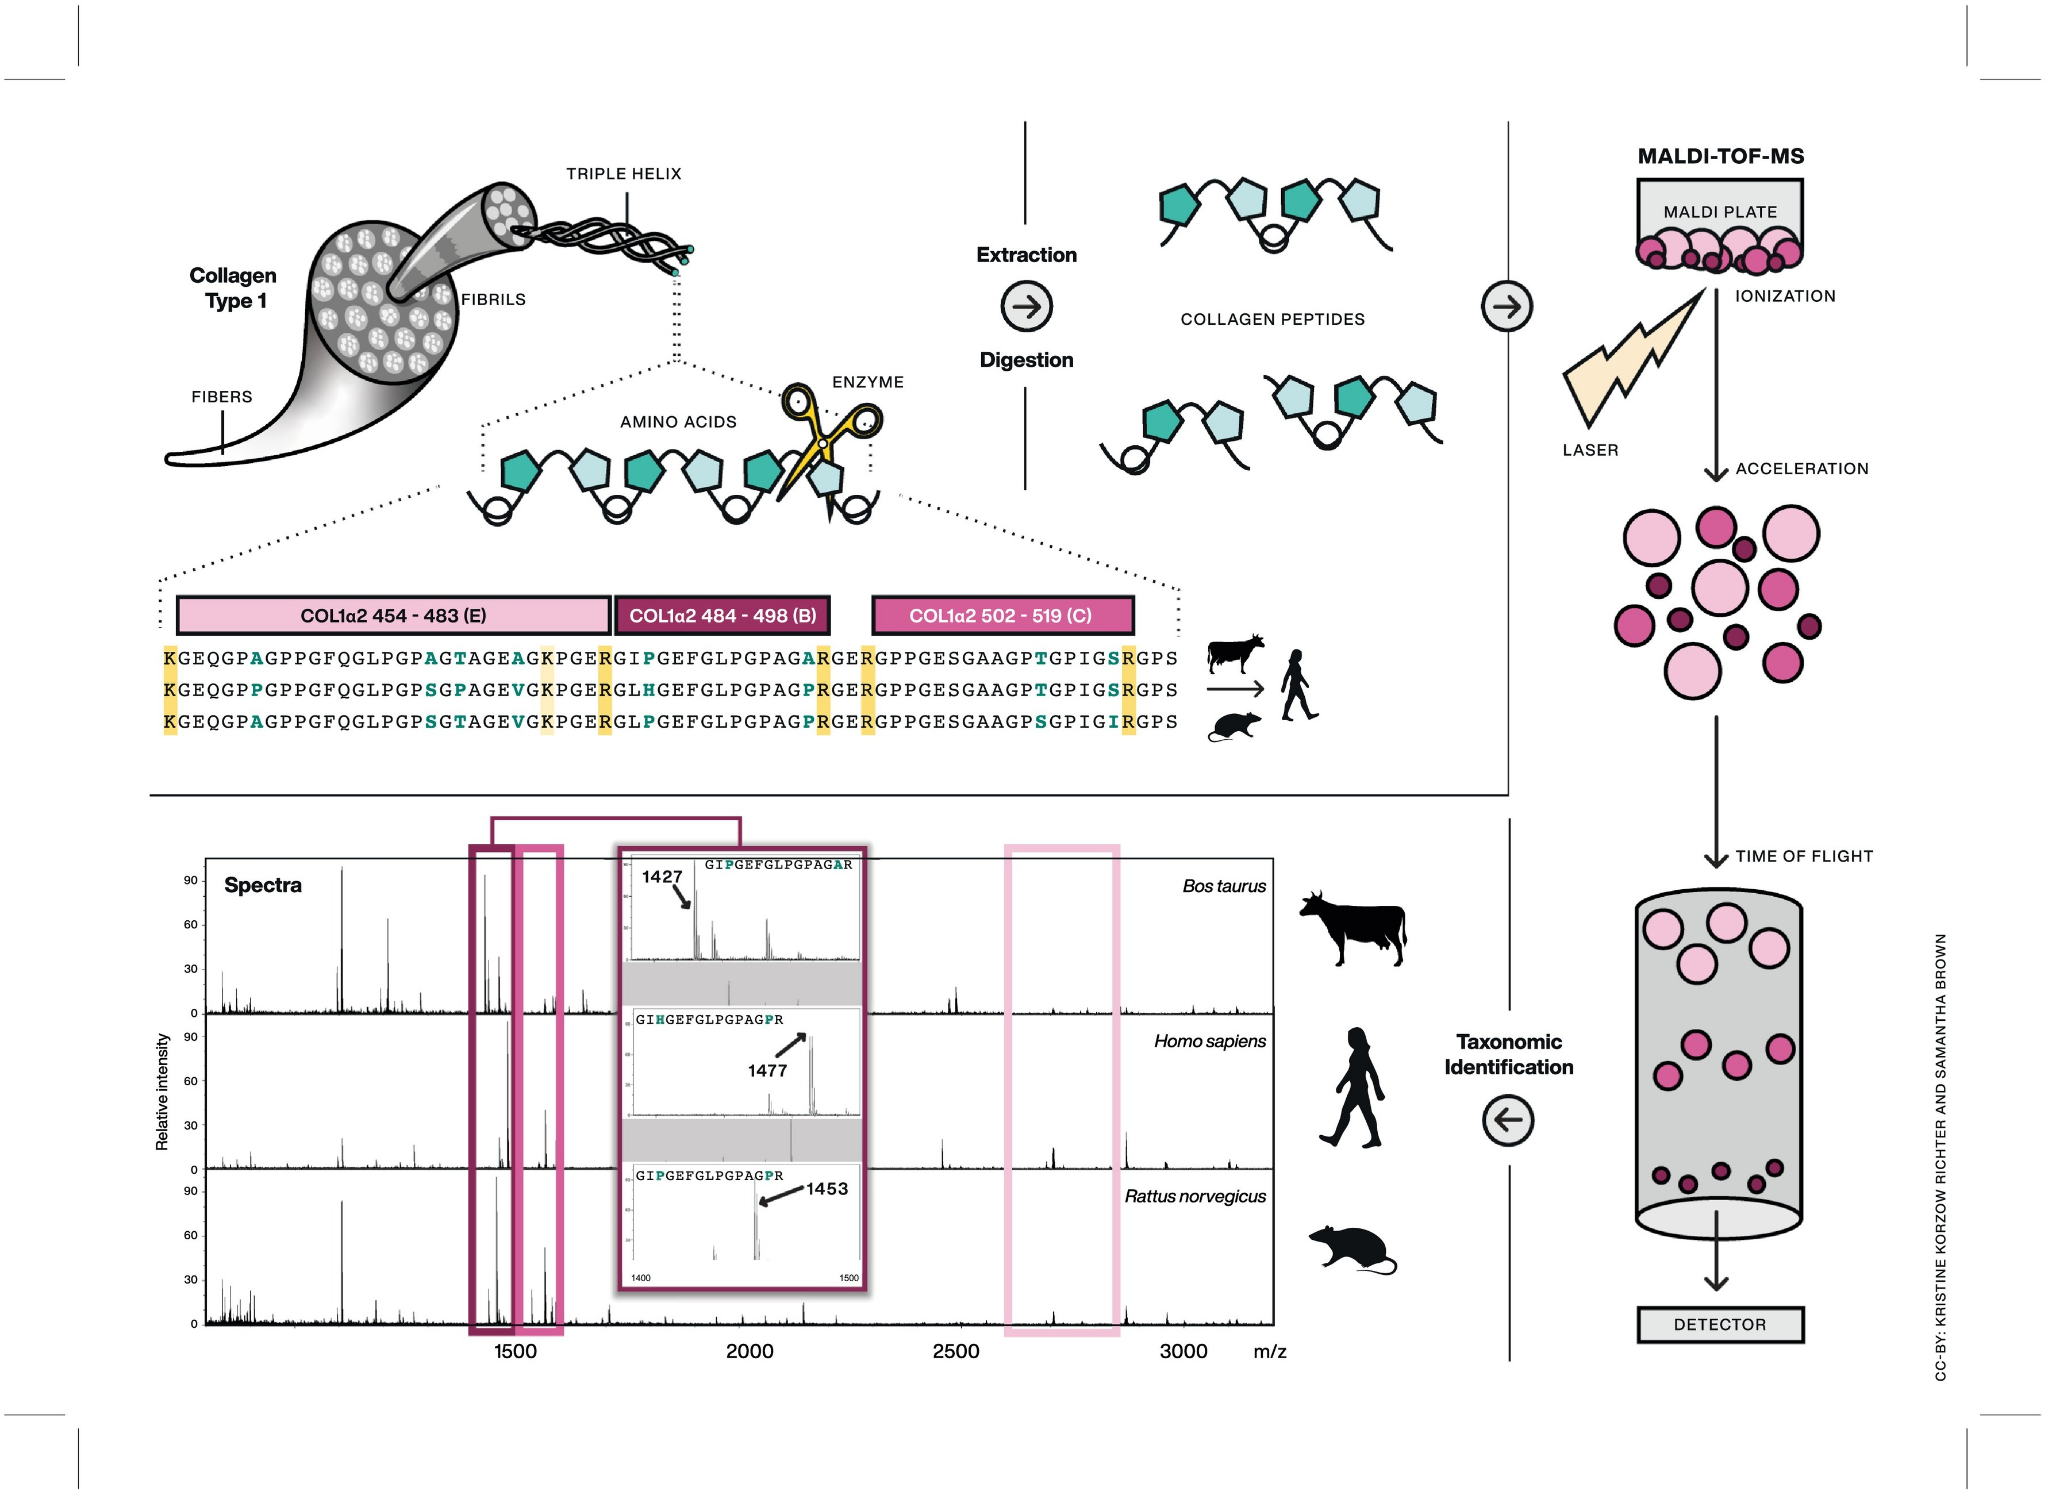 TRIPLE HELIX
Collagen
Type 1
FIBRILS
FIBERS
AMINO ACIDS
ENZYME
Extraction
Digestion
COLLAGEN PEPTIDES
MALDI-TOF-MS
MALDI PLATE
IONIZATION
LASER
ACCELERATION
TIME OF FLIGHT
DETECTOR
COL1α2 454 - 483 (E)
COL1α2 484 - 498 (B)
COL1α2 502 - 519 (C)
KGEQGPAGPPGFQGLPGPAGTAGEAGKPGERGIPGEFGLPGPAGARGERGPPGESGAAGPTGPIGSRGPS
KGEQGPPGPPGFQGLPGPSGPAGEVGKPGERGLHGEFGLPGPAGPRGERGPPGESGAAGPTGPIGSRGPS
KGEQGPAGPPGFQGLPGPSGTAGEVGKPGERGLPGEFGLPGPAGPRGERGPPGESGAAGPSGPIGIRGPS
Spectra
Relative intensity
90
60
30
0
90
60
30
0
90
60
30
0
Bos taurus
Homo sapiens
Rattus norvegicus
GIPGEFGLPGPAGAR
1427
GIHGEFGLPGPAGPR
1477
GIPGEFGLPGPAGPR
1453
1400
1500
1500
2000
2500
3000
m/z
Taxonomic
Identification
CC-BY: KRISTINE KORZOW RICHTER AND SAMANTHA BROWN